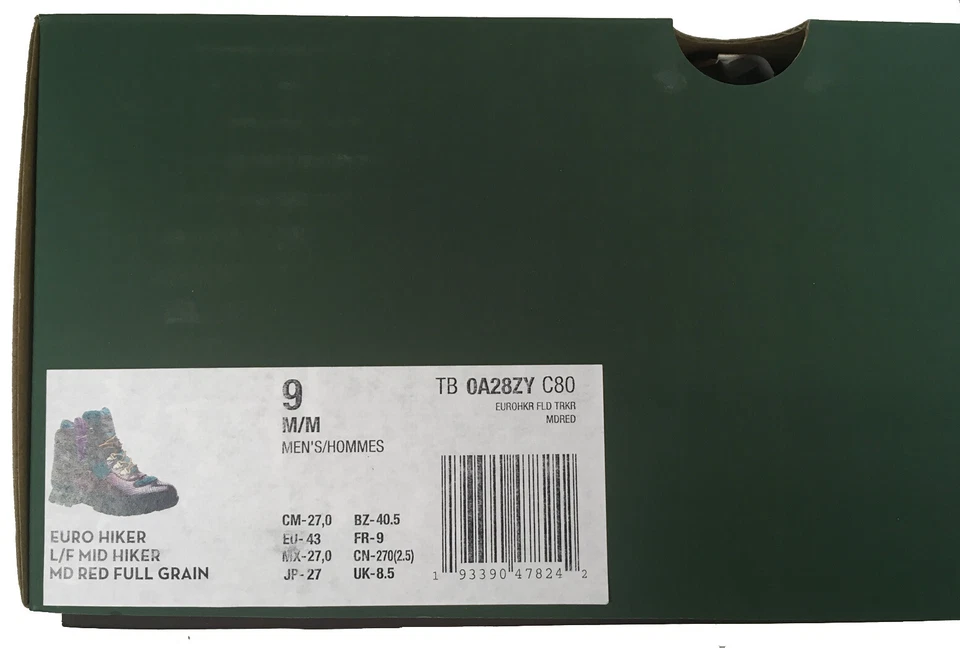 9
M/M
MEN'S/HOMMES
TB 0A28ZY C80
EUROHKR FLD TRKR
MDRED
EURO HIKER
L/F MID HIKER
MD RED FULL GRAIN
CM-27,0 BZ-40.5
EU-43 FR-9
MX-27,0 CN-270(2.5)
JP-27 UK-8.5
1 93390 47824 2